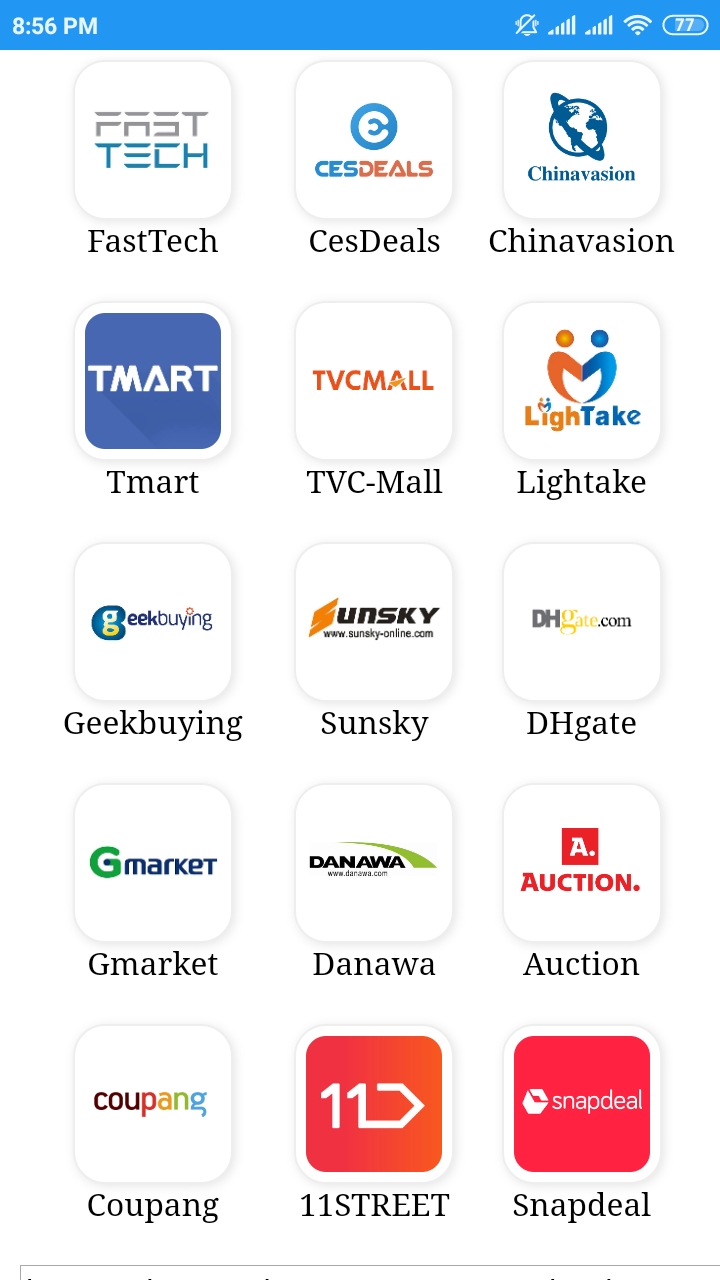 8:56 PM 77
FAST TECH
CESDEALS
Chinavasion
FastTech
CesDeals
Chinavasion
TMART
TVCMALL
LighTake
Tmart
TVC-Mall
Lightake
geekbuying
SUNSKY
www.sunsky-online.com
DHgate.com
Geekbuying
Sunsky
DHgate
Gmarket
DANAWA
www.danawa.com
A.
AUCTION.
Gmarket
Danawa
Auction
coupang
11
snapdeal
Coupang
11STREET
Snapdeal